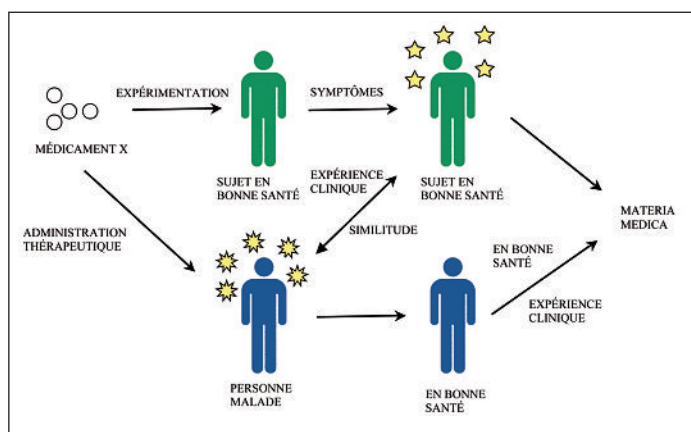 EXPÉRIMENTATION
SYMPTÔMES
MÉDICAMENT X
SUJET EN
BONNE SANTÉ
EXPÉRIENCE
CLINIQUE
SUJET EN
BONNE SANTÉ
SIMILITUDE
MATERIA
MEDICA
ADMINISTRATION
THÉRAPEUTIQUE
EN BONNE
SANTÉ
EXPÉRIENCE
CLINIQUE
PERSONNE
MALADE
EN BONNE
SANTÉ